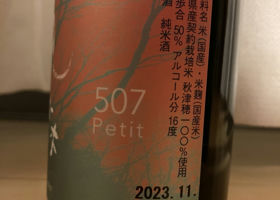 料名 米(国産)・米麹(国産米)
県産契約栽培米 秋津穂一〇〇%使用
歩合 50% アルコール分 16度
酒 純米酒
507
Petit
2023.11.